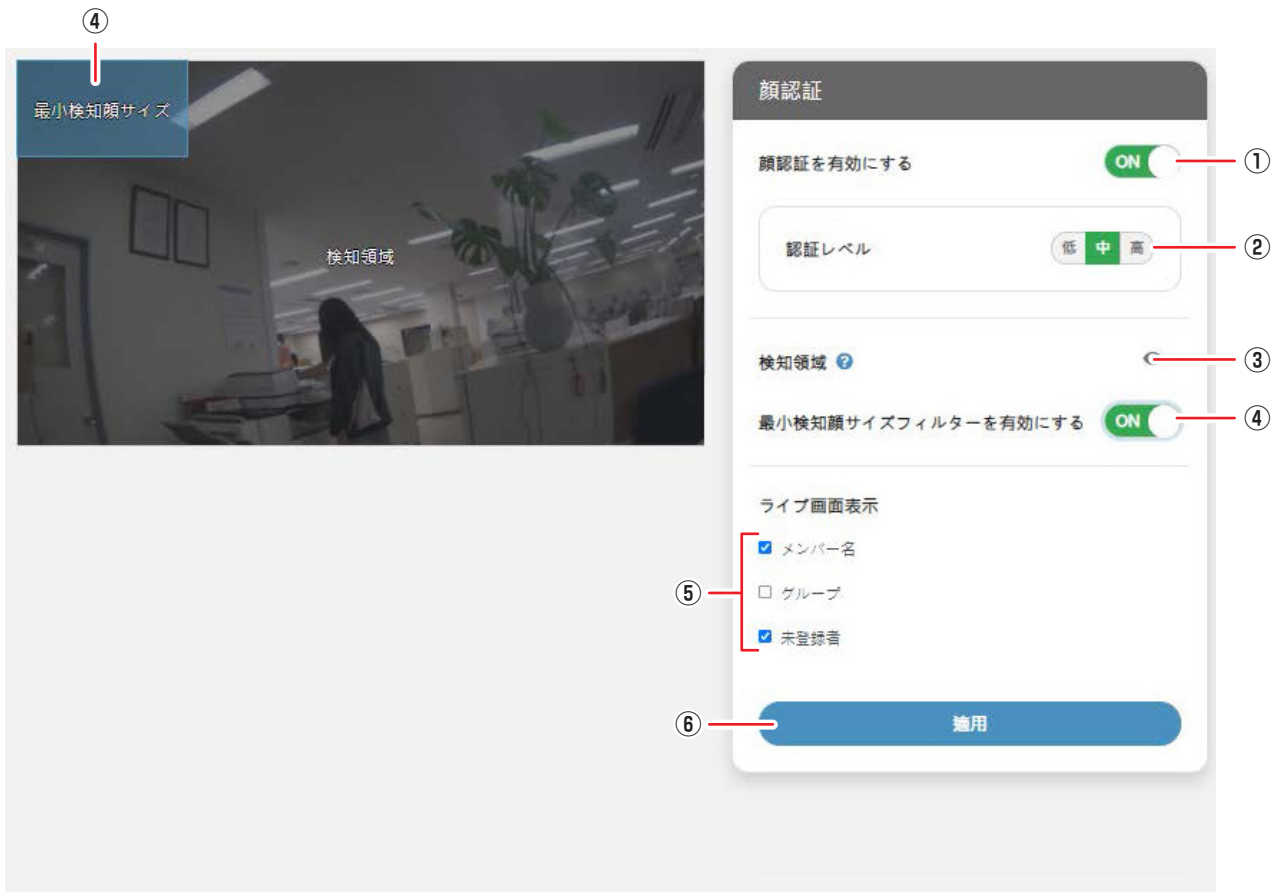 ④
最小検知顔サイズ
検知領域
顔認証
顔認証を有効にする
ON
①
認証レベル
低 中 高
②
検知領域 ?
③
最小検知顔サイズフィルターを有効にする
ON
④
ライブ画面表示
メンバー名
グループ
未登録者
⑤
適用
⑥